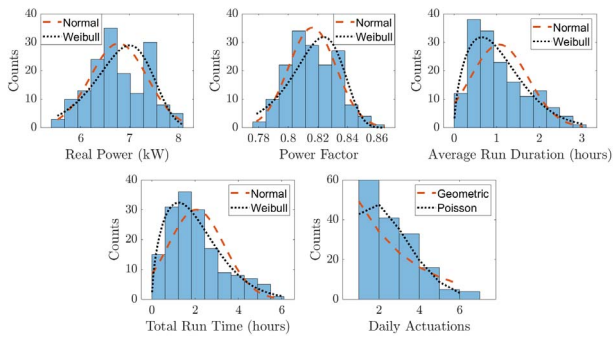 Normal
Weibull
Counts
40
30
20
10
0
6
7
8
Real Power (kW)
Normal
Weibull
Counts
40
30
20
10
0
0.78
0.8
0.82
0.84
0.86
Power Factor
Normal
Weibull
Counts
40
30
20
10
0
0
1
2
3
Average Run Duration (hours)
Normal
Weibull
Counts
40
30
20
10
0
0
2
4
6
Total Run Time (hours)
Geometric
Poisson
Counts
60
40
20
0
2
4
6
Daily Actuations